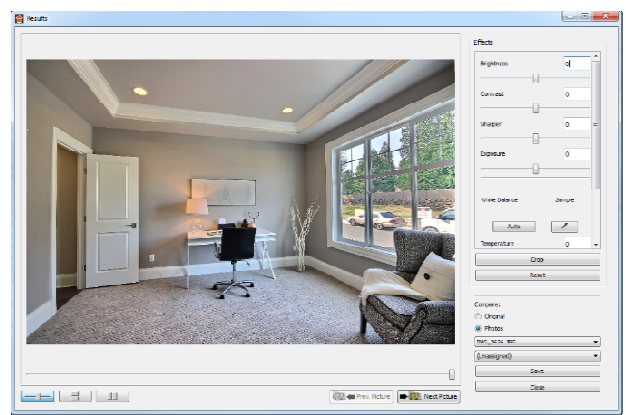 Results
Effects
Brightness 0
Contrast 0
Sharpen 0
Exposure 0
White Balance Sample
Auto
Temperature 0
Crop
Reset
Compare:
Original
Photos
(Unassigned)
Save
Close
Prev. Picture Next Picture